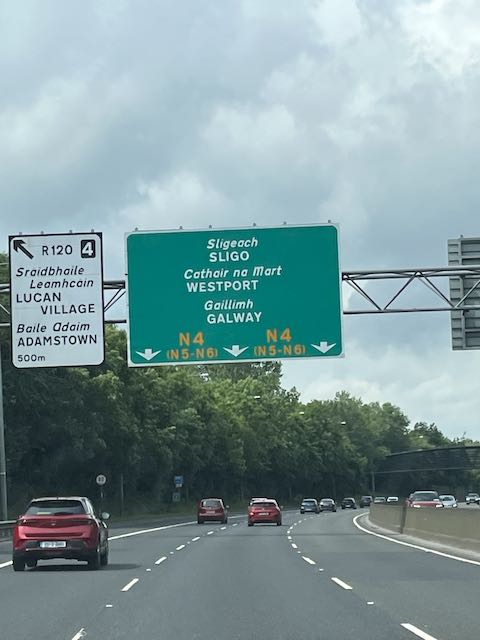 R120 4
Sraidbhaile
Leamhcain
LUCAN
VILLAGE
Baile Adaim
ADAMSTOWN
500m
Sligeach
SLIGO
Cathair na Mart
WESTPORT
Gaillimh
GALWAY
N4 N4
(N5-N6) (N5-N6)